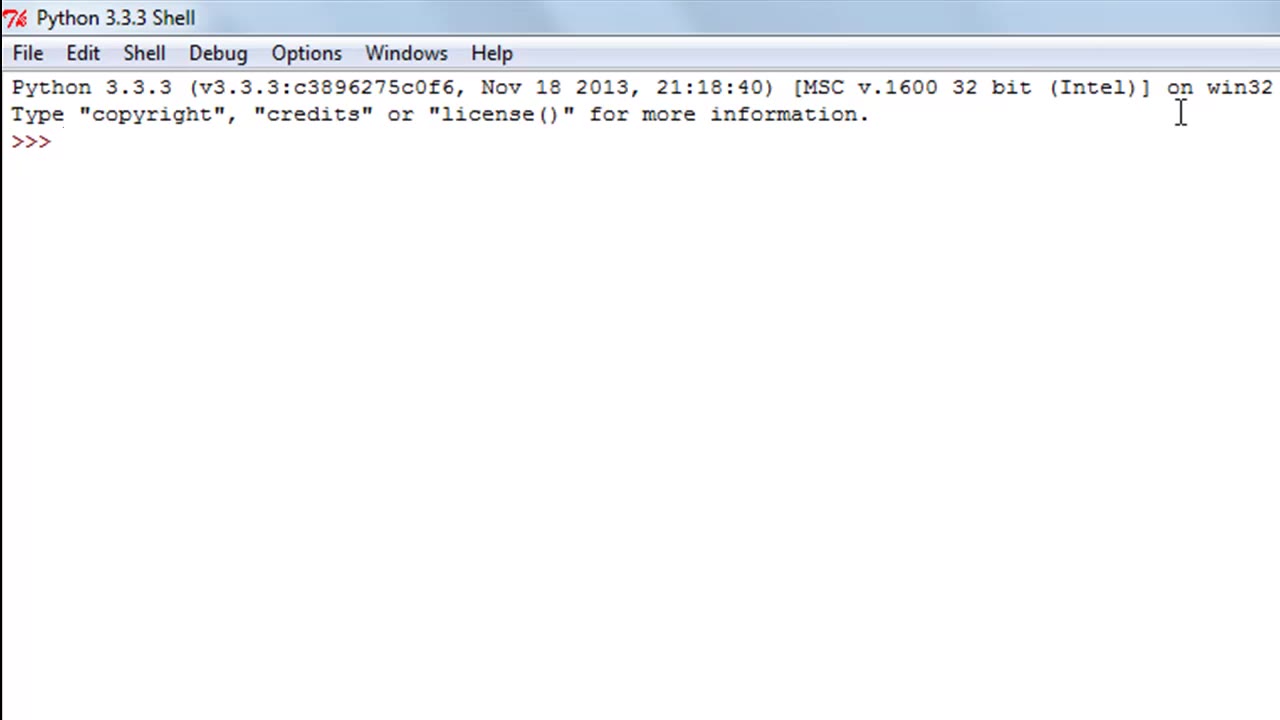 Python 3.3.3 Shell
File Edit Shell Debug Options Windows Help
Python 3.3.3 (v3.3.3:c3896275c0f6, Nov 18 2013, 21:18:40) [MSC v.1600 32 bit (Intel)] on win32
Type "copyright", "credits" or "license()" for more information.
>>>